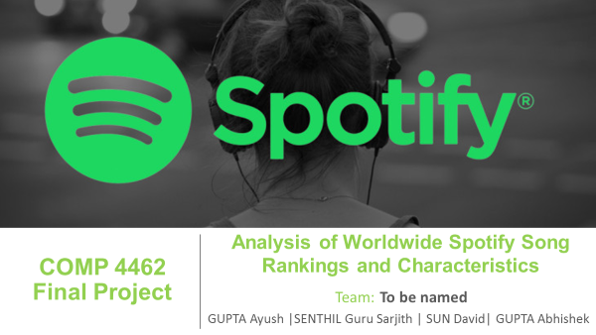 Spotify®
COMP 4462
Final Project
Analysis of Worldwide Spotify Song
Rankings and Characteristics
Team: To be named
GUPTA Ayush |SENTHIL Guru Sarjith | SUN David| GUPTA Abhishek